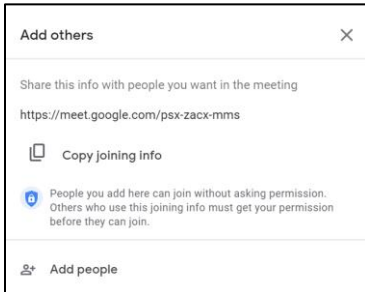 Add others
Share this info with people you want in the meeting
https://meet.google.com/psx-zacx-mms
Copy joining info
People you add here can join without asking permission.
Others who use this joining info must get your permission
before they can join.
Add people